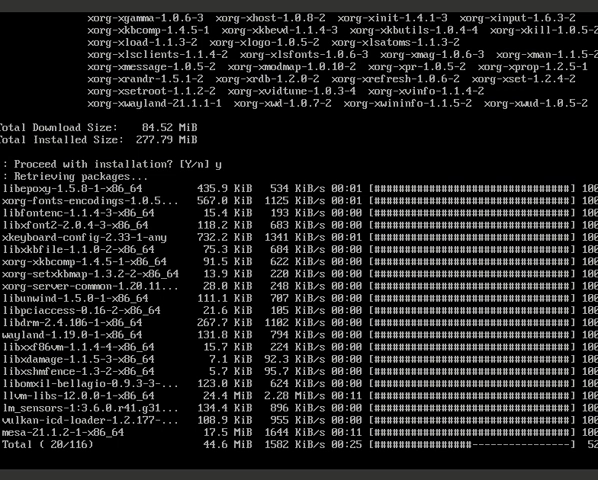 xorg-xgamma-1.0.6-3  xorg-xhost-1.0.8-2  xorg-xinit-1.4.1-3  xorg-xinput-1.6.3-2
xorg-xkbcomp-1.4.5-1  xorg-xkbevd-1.1.4-3  xorg-xkbutils-1.0.4-4  xorg-xkill-1.0.5-2
xorg-xload-1.1.3-2  xorg-xlogo-1.0.5-2  xorg-xlsatoms-1.1.3-2
xorg-xlsclients-1.1.4-2  xorg-xlsfonts-1.0.6-3  xorg-xmag-1.0.6-3  xorg-xman-1.1.5-
xorg-xmessage-1.0.5-2  xorg-xmodmap-1.0.10-2  xorg-xpr-1.0.5-2  xorg-xprop-1.2.5-1
xorg-xrandr-1.5.1-2  xorg-xrdb-1.2.0-2  xorg-xrefresh-1.0.6-2  xorg-xset-1.2.4-2
xorg-xsetroot-1.1.2-2  xorg-xvidtune-1.0.3-4  xorg-xvinfo-1.1.4-2
xorg-xwayland-21.1.1-1  xorg-xwd-1.0.7-2  xorg-xwininfo-1.1.5-2  xorg-xwud-1.0.5-2
Total Download Size:    84.52 MiB
Total Installed Size:  277.79 MiB
: Proceed with installation? [Y/n] y
: Retrieving packages...
libepoxy-1.5.8-1-x86_64 435.9 KiB 534 KiB/s 00:01 [################################] 100
xorg-fonts-encodings-1.0.5... 567.0 KiB 1125 KiB/s 00:01 [################################] 100
libfontenc-1.1.4-3-x86_64 15.4 KiB 193 KiB/s 00:00 [################################] 100
libxfont2-2.0.4-3-x86_64 118.2 KiB 683 KiB/s 00:00 [################################] 100
xkeyboard-config-2.33-1-any 732.2 KiB 1341 KiB/s 00:01 [################################] 100
libxkbfile-1.1.0-2-x86_64 75.3 KiB 684 KiB/s 00:00 [################################] 100
xorg-xkbcomp-1.4.5-1-x86_64 91.5 KiB 622 KiB/s 00:00 [################################] 100
xorg-setxkbmap-1.3.2-2-x86_64 13.9 KiB 220 KiB/s 00:00 [################################] 100
xorg-server-common-1.20.11... 28.0 KiB 248 KiB/s 00:00 [################################] 100
libunwind-1.5.0-1-x86_64 111.1 KiB 707 KiB/s 00:00 [################################] 100
libpciaccess-0.16-2-x86_64 21.6 KiB 105 KiB/s 00:00 [################################] 100
libdrm-2.4.106-1-x86_64 267.7 KiB 1102 KiB/s 00:00 [################################] 100
wayland-1.19.0-1-x86_64 131.8 KiB 794 KiB/s 00:00 [################################] 100
libxxf86vm-1.1.4-4-x86_64 15.7 KiB 224 KiB/s 00:00 [################################] 100
libxdamage-1.1.5-3-x86_64 7.1 KiB 92.3 KiB/s 00:00 [################################] 100
libxshmfence-1.3-2-x86_64 5.7 KiB 95.7 KiB/s 00:00 [################################] 100
libomxil-bellagio-0.9.3-3-... 123.0 KiB 624 KiB/s 00:00 [################################] 100
llvm-libs-12.0.0-1-x86_64 24.4 MiB 2.28 MiB/s 00:11 [################################] 100
lm_sensors-1:3.6.0.r41.g31... 134.4 KiB 896 KiB/s 00:00 [################################] 100
vulkan-icd-loader-1.2.177-... 108.9 KiB 955 KiB/s 00:00 [################################] 100
mesa-21.1.2-1-x86_64 17.5 MiB 1644 KiB/s 00:11 [################################] 100
Total ( 20/116) 44.6 MiB 1582 KiB/s 00:25 [################----------------] 52